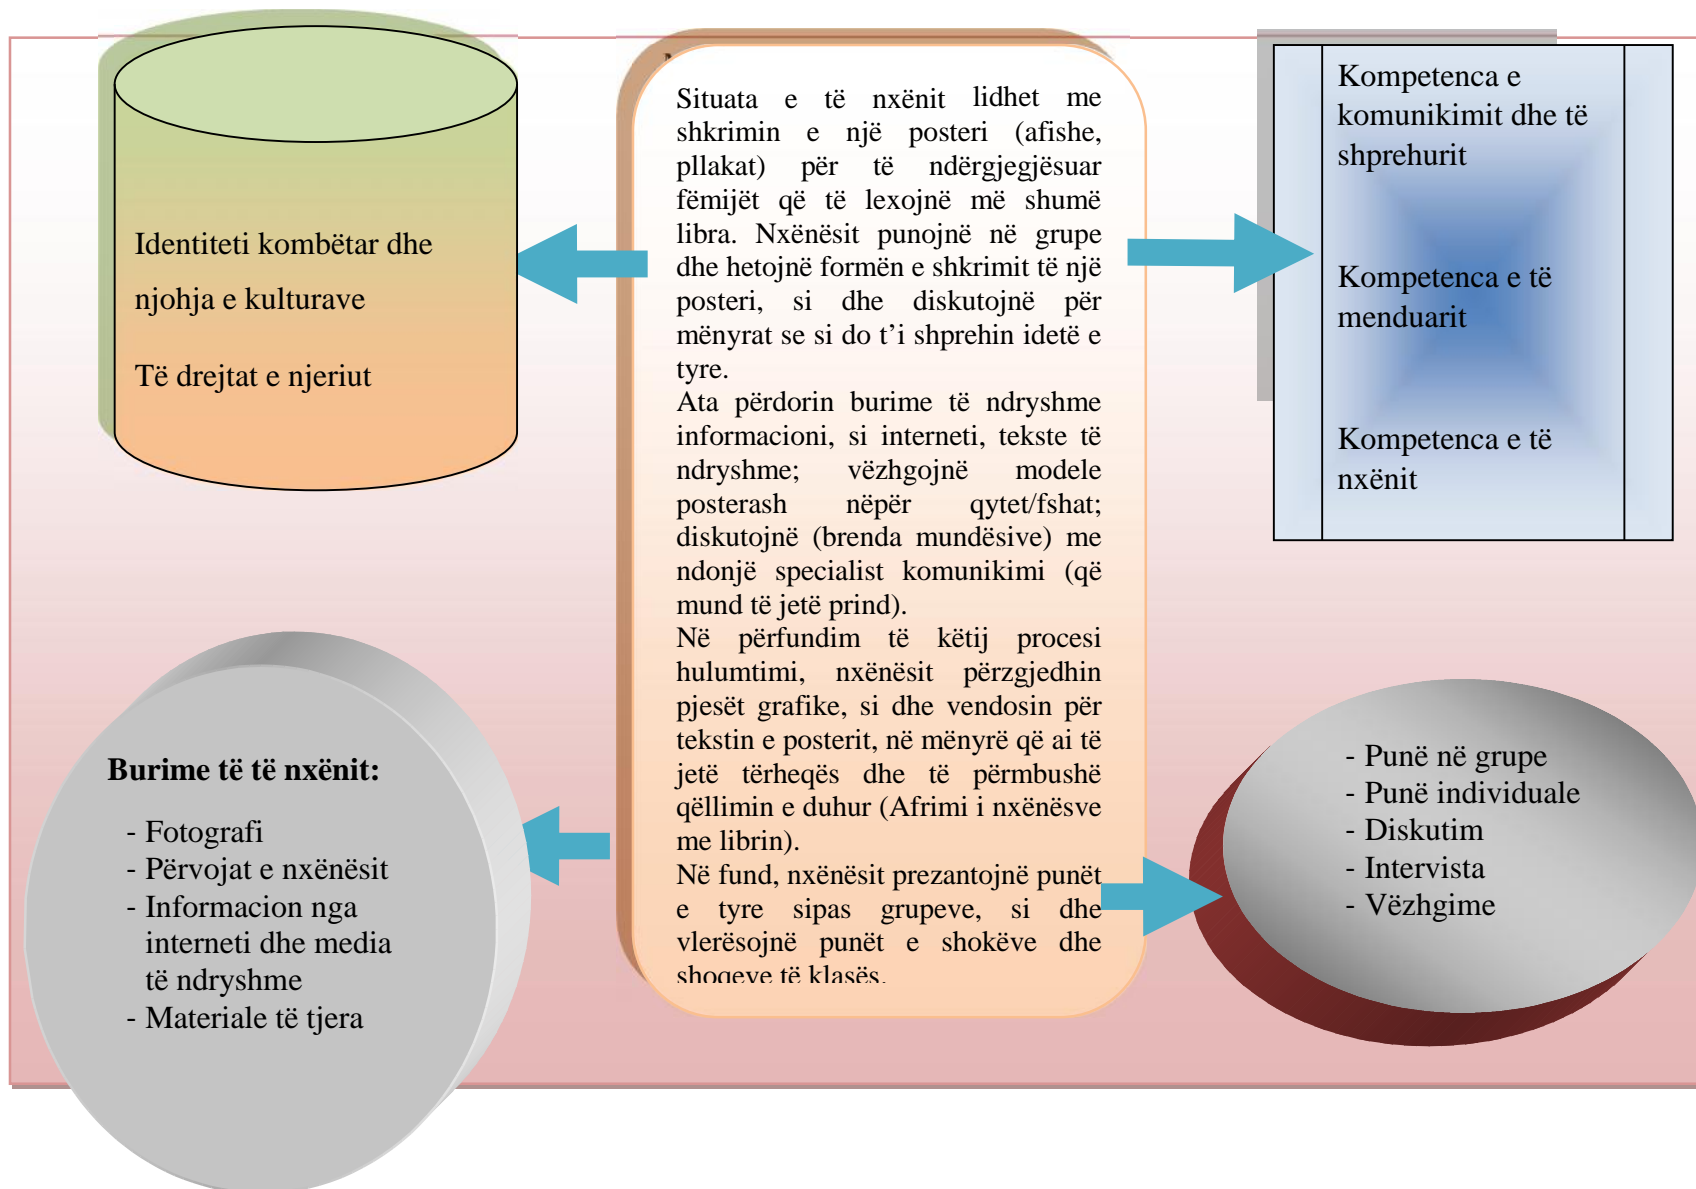 Identiteti kombëtar dhe
njohja e kulturave
Të drejtat e njeriut
Situata e të nxënit lidhet me
shkrimin e një posteri (afishe,
pllakat) për të ndërgjegjësuar
fëmijët që të lexojnë më shumë
libra. Nxënësit punojnë në grupe
dhe hetojnë formën e shkrimit të një
posteri, si dhe diskutojnë për
mënyrat se si do t’i shprehin idetë e
tyre.
Ata përdorin burime të ndryshme
informacioni, si interneti, tekste të
ndryshme; vëzhgojnë modele
posterash nëpër qytet/fshat;
diskutojnë (brenda mundësive) me
ndonjë specialist komunikimi (që
mund të jetë prind).
Në përfundim të këtij procesi
hulumtimi, nxënësit përzgjedhin
pjesët grafike, si dhe vendosin për
tekstin e posterit, në mënyrë që ai të
jetë tërheqës dhe të përmbushë
qëllimin e duhur (Afrimi i nxënësve
me librin).
Në fund, nxënësit prezantojnë punët
e tyre sipas grupeve, si dhe
vlerësojnë punët e shokëve dhe
shoqeve të klasës.
Kompetenca e
komunikimit dhe të
shprehurit
Kompetenca e të
menduarit
Kompetenca e të
nxënit
Burime të të nxënit:
- Fotografi
- Përvojat e nxënësit
- Informacion nga
interneti dhe media
të ndryshme
- Materiale të tjera
- Punë në grupe
- Punë individuale
- Diskutim
- Intervista
- Vëzhgime